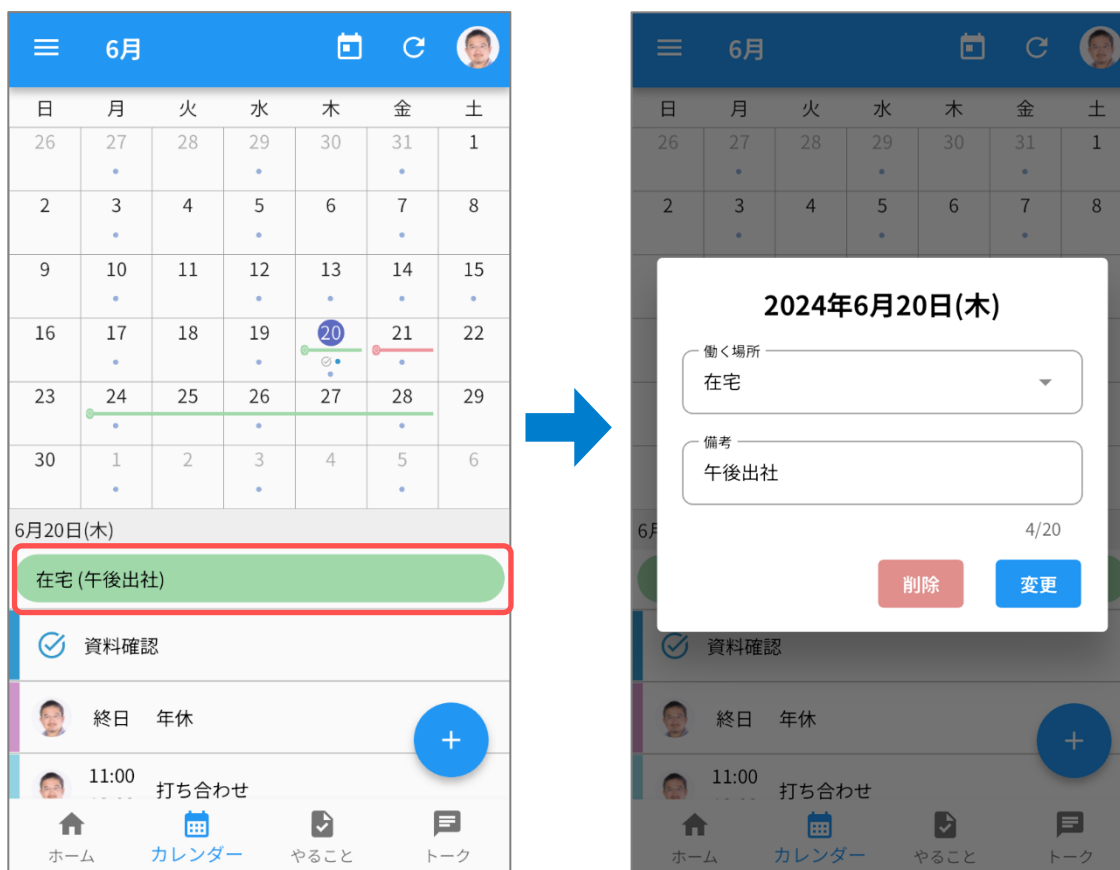 6月
日 月 火 水 木 金 土
26 27 28 29 30 31 1
2 3 4 5 6 7 8
9 10 11 12 13 14 15
16 17 18 19 20 21 22
23 24 25 26 27 28 29
30 1 2 3 4 5 6
6月20日(木)
在宅 (午後出社)
資料確認
終日 年休
11:00
打ち合わせ
ホーム カレンダー やること トーク
6月
日 月 火 水 木 金 土
26 27 28 29 30 31 1
2 3 4 5 6 7 8
2024年6月20日(木)
働く場所
在宅
備考
午後出社
4/20
削除 変更
6月
資料確認
終日 年休
11:00
打ち合わせ
ホーム カレンダー やること トーク